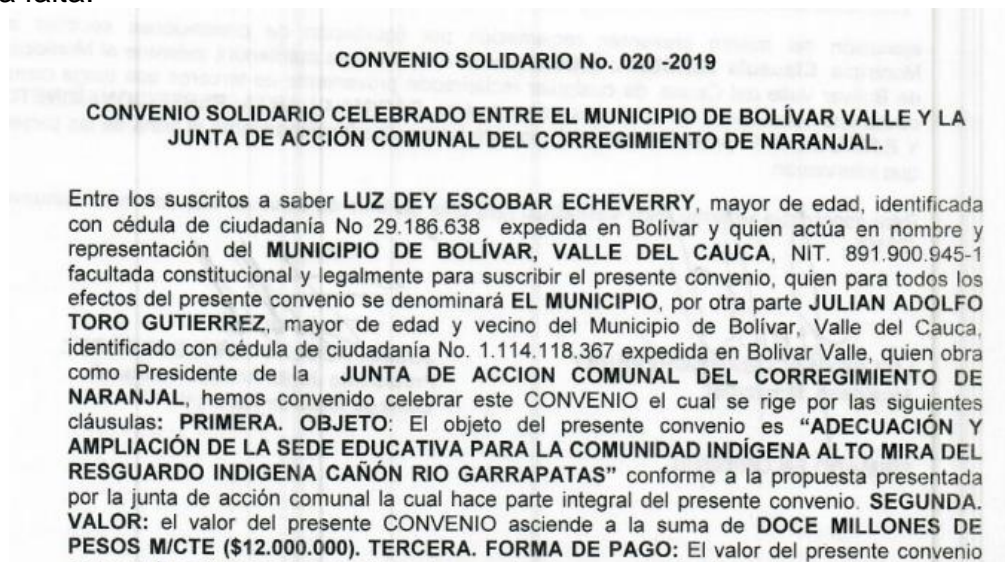 a falta.
CONVENIO SOLIDARIO No. 020 -2019
CONVENIO SOLIDARIO CELEBRADO ENTRE EL MUNICIPIO DE BOLÍVAR VALLE Y LA
JUNTA DE ACCIÓN COMUNAL DEL CORREGIMIENTO DE NARANJAL.
Entre los suscritos a saber LUZ DEY ESCOBAR ECHEVERRY, mayor de edad, identificada
con cédula de ciudadanía No 29.186.638 expedida en Bolívar y quien actúa en nombre y
representación del MUNICIPIO DE BOLÍVAR, VALLE DEL CAUCA, NIT. 891.900.945-1
facultada constitucional y legalmente para suscribir el presente convenio, quien para todos los
efectos del presente convenio se denominará EL MUNICIPIO, por otra parte JULIAN ADOLFO
TORO GUTIERREZ, mayor de edad y vecino del Municipio de Bolívar, Valle del Cauca,
identificado con cédula de ciudadanía No. 1.114.118.367 expedida en Bolivar Valle, quien obra
como Presidente de la JUNTA DE ACCION COMUNAL DEL CORREGIMIENTO DE
NARANJAL, hemos convenido celebrar este CONVENIO el cual se rige por las siguientes
cláusulas: PRIMERA. OBJETO: El objeto del presente convenio es “ADECUACIÓN Y
AMPLIACIÓN DE LA SEDE EDUCATIVA PARA LA COMUNIDAD INDÍGENA ALTO MIRA DEL
RESGUARDO INDIGENA CAÑÓN RIO GARRAPATAS” conforme a la propuesta presentada
por la junta de acción comunal la cual hace parte integral del presente convenio. SEGUNDA.
VALOR: el valor del presente CONVENIO asciende a la suma de DOCE MILLONES DE
PESOS M/CTE ($12.000.000). TERCERA. FORMA DE PAGO: El valor del presente convenio